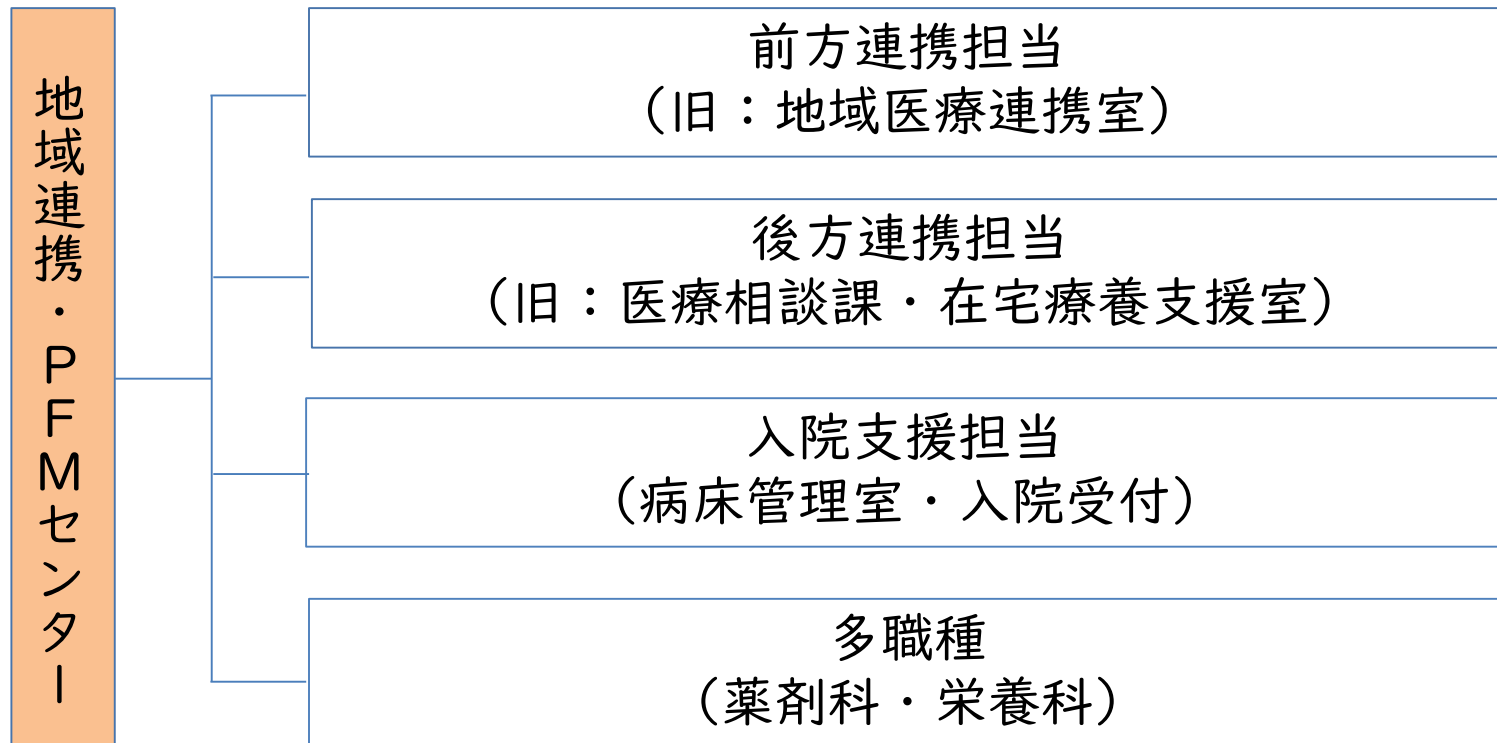 地域連携・PFMセンター
前方連携担当
(旧：地域医療連携室)
後方連携担当
(旧：医療相談課・在宅療養支援室)
入院支援担当
(病床管理室・入院受付)
多職種
(薬剤科・栄養科)